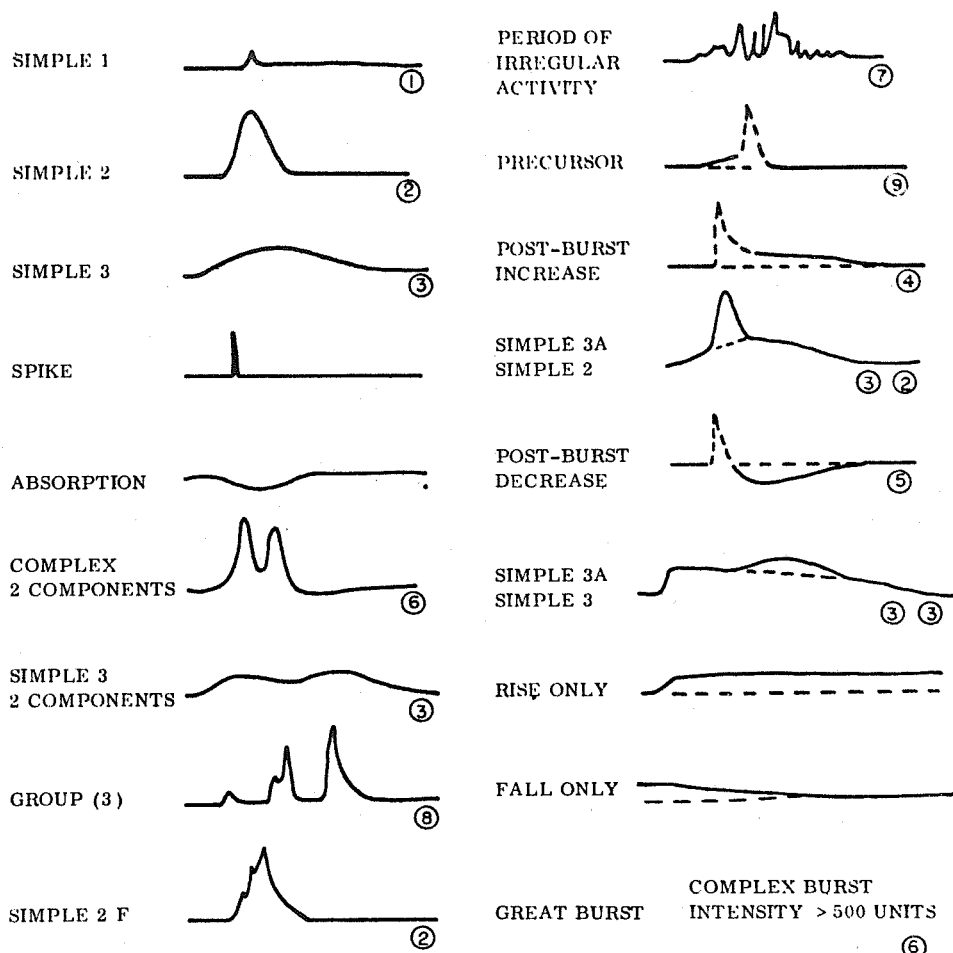 SIMPLE 1
①
SIMPLE 2
②
SIMPLE 3
③
SPIKE
ABSORPTION
COMPLEX
2 COMPONENTS
⑥
SIMPLE 3
2 COMPONENTS
③
GROUP (3)
⑧
SIMPLE 2 F
②
PERIOD OF
IRREGULAR
ACTIVITY
⑦
PRECURSOR
⑨
POST-BURST
INCREASE
④
SIMPLE 3A
SIMPLE 2
③ ②
POST-BURST
DECREASE
⑤
SIMPLE 3A
SIMPLE 3
③ ③
RISE ONLY
FALL ONLY
GREAT BURST
COMPLEX BURST
INTENSITY > 500 UNITS
⑥